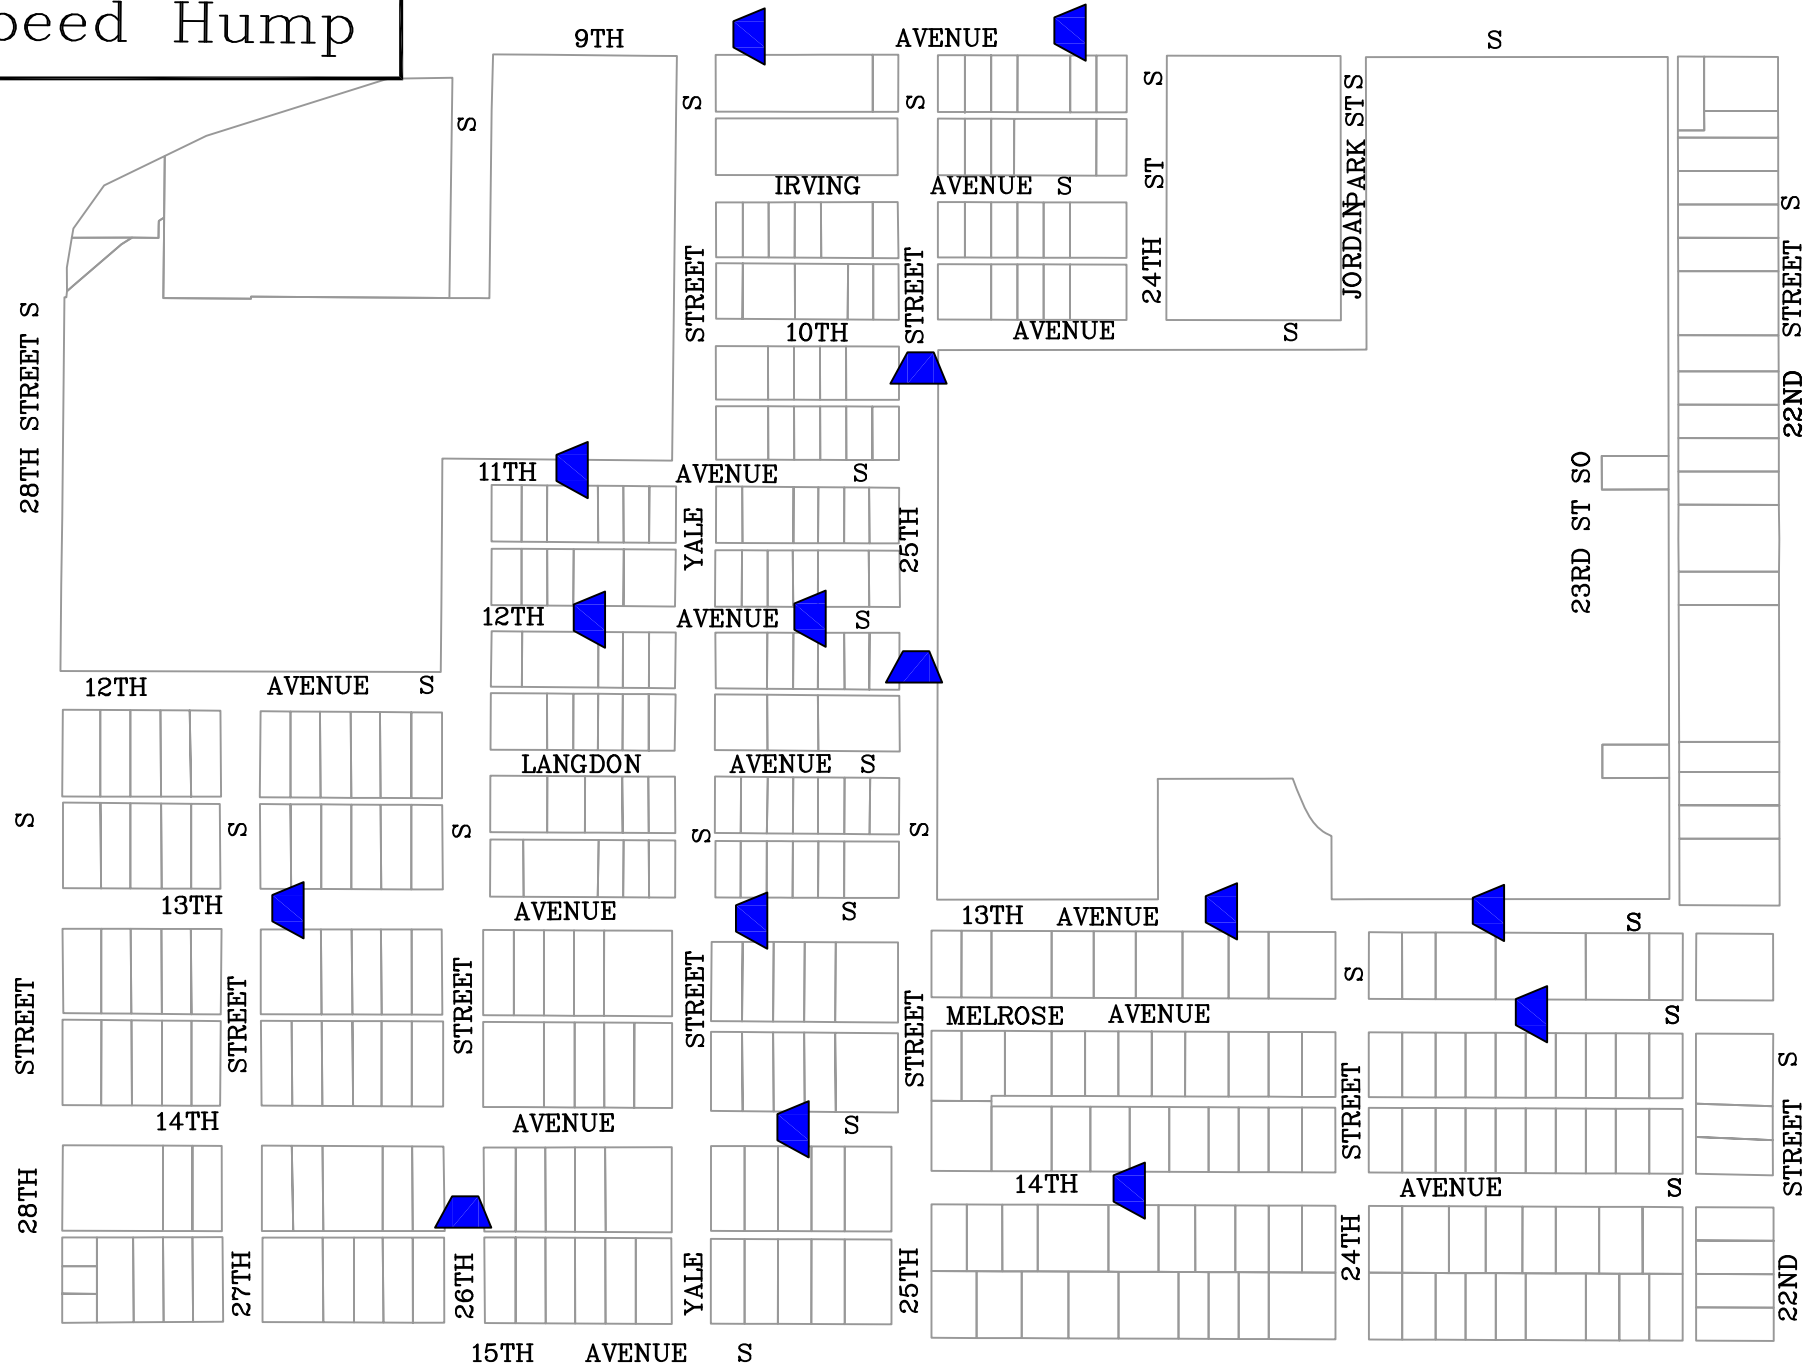 peed Hump
9TH AVENUE S
S
S
S
S
JORDAN PARK ST S
24TH ST
IRVING AVENUE S
STREET
STREET
10TH AVENUE S
28TH STREET S
22ND STREET S
11TH AVENUE S
YALE
25TH
23RD ST SO
12TH AVENUE S
12TH AVENUE S
LANGDON AVENUE S
S
S
S
S
S
13TH AVENUE S
13TH AVENUE S
S
STREET
STREET
STREET
STREET
STREET
MELROSE AVENUE S
S
STREET
STREET
14TH AVENUE S
14TH AVENUE S
28TH
27TH
26TH
YALE
25TH
24TH
22ND
15TH AVENUE S